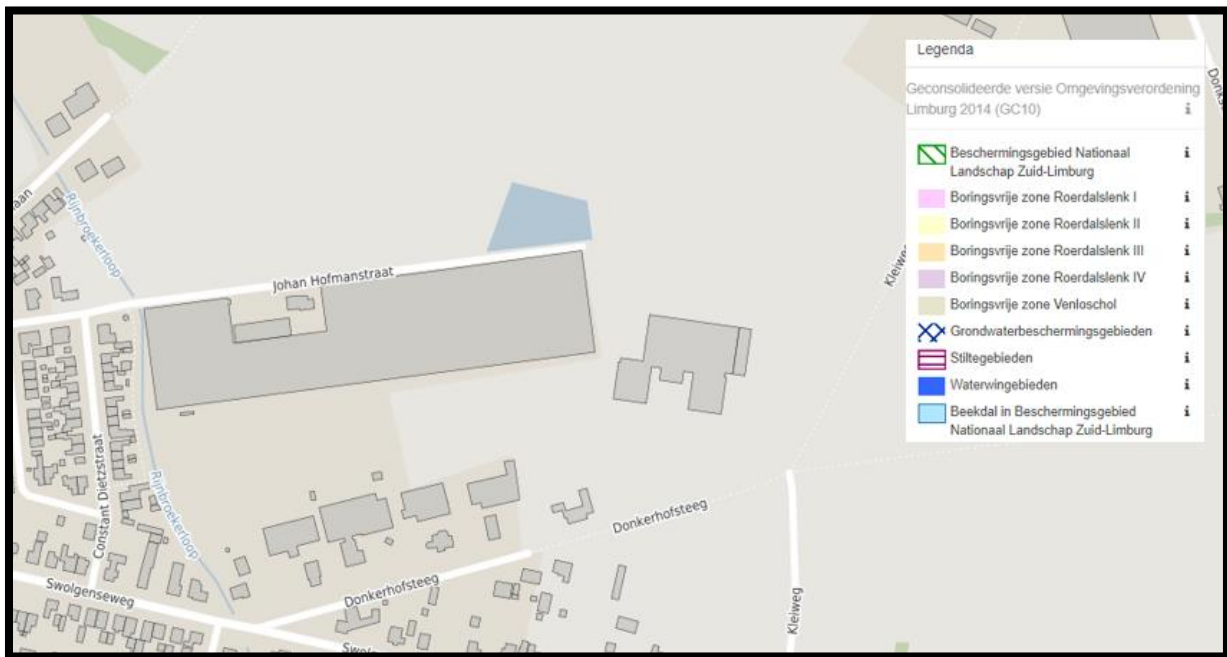 Legenda
Geconsolideerde versie Omgevingsverordening
Limburg 2014 (GC10)
i
Beschermingsgebied Nationaal
Landschap Zuid-Limburg
i
Boringsvrije zone Roerdalslenk I
i
Boringsvrije zone Roerdalslenk II
i
Boringsvrije zone Roerdalslenk III
i
Boringsvrije zone Roerdalslenk IV
i
Boringsvrije zone Venloschol
i
Grondwaterbeschermingsgebieden
i
Stiltegebieden
i
Waterwingebieden
i
Beekdal in Beschermingsgebied
Nationaal Landschap Zuid-Limburg
i
Rijnbroekerloop
Johan Hofmanstraat
Kleiweg
Constant Dietzstraat
Rijnbroekerloop
Donkerhofsteeg
Donkerhofsteeg
Swolgenseweg
Kleiweg